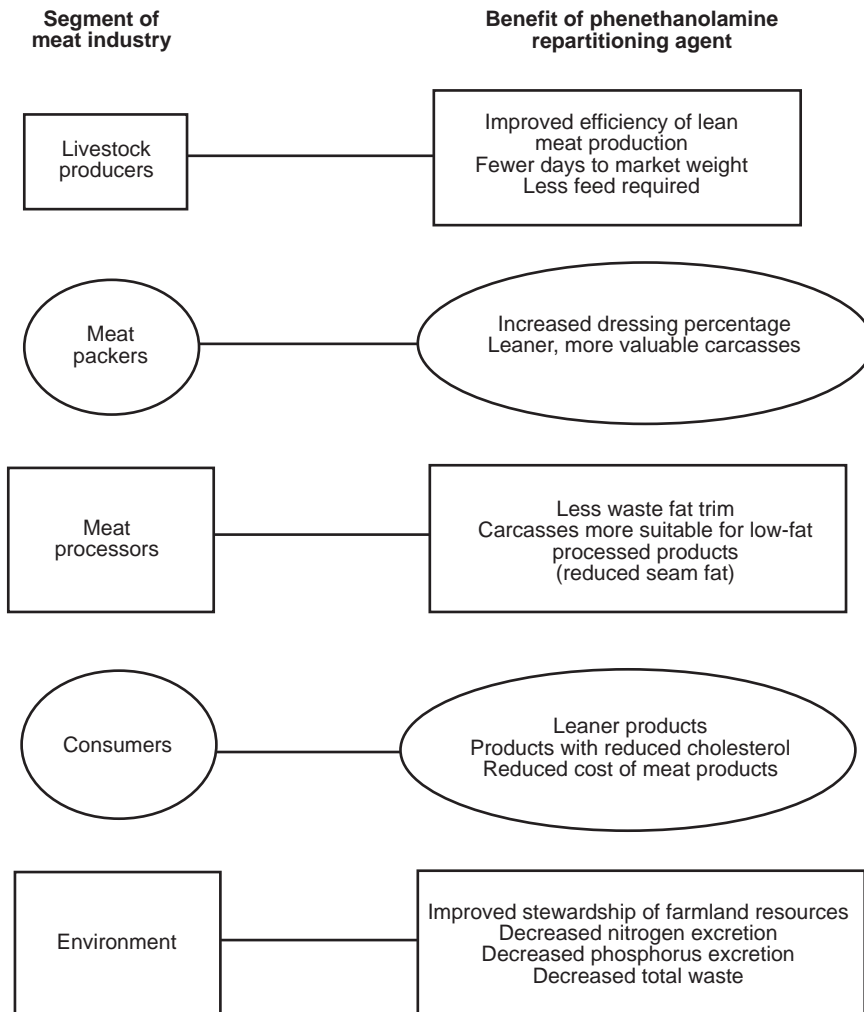 Segment of
meat industry
Benefit of phenethanolamine
repartitioning agent
Livestock
producers
Improved efficiency of lean
meat production
Fewer days to market weight
Less feed required
Meat
packers
Increased dressing percentage
Leaner, more valuable carcasses
Meat
processors
Less waste fat trim
Carcasses more suitable for low-fat
processed products
(reduced seam fat)
Consumers
Leaner products
Products with reduced cholesterol
Reduced cost of meat products
Environment
Improved stewardship of farmland resources
Decreased nitrogen excretion
Decreased phosphorus excretion
Decreased total waste